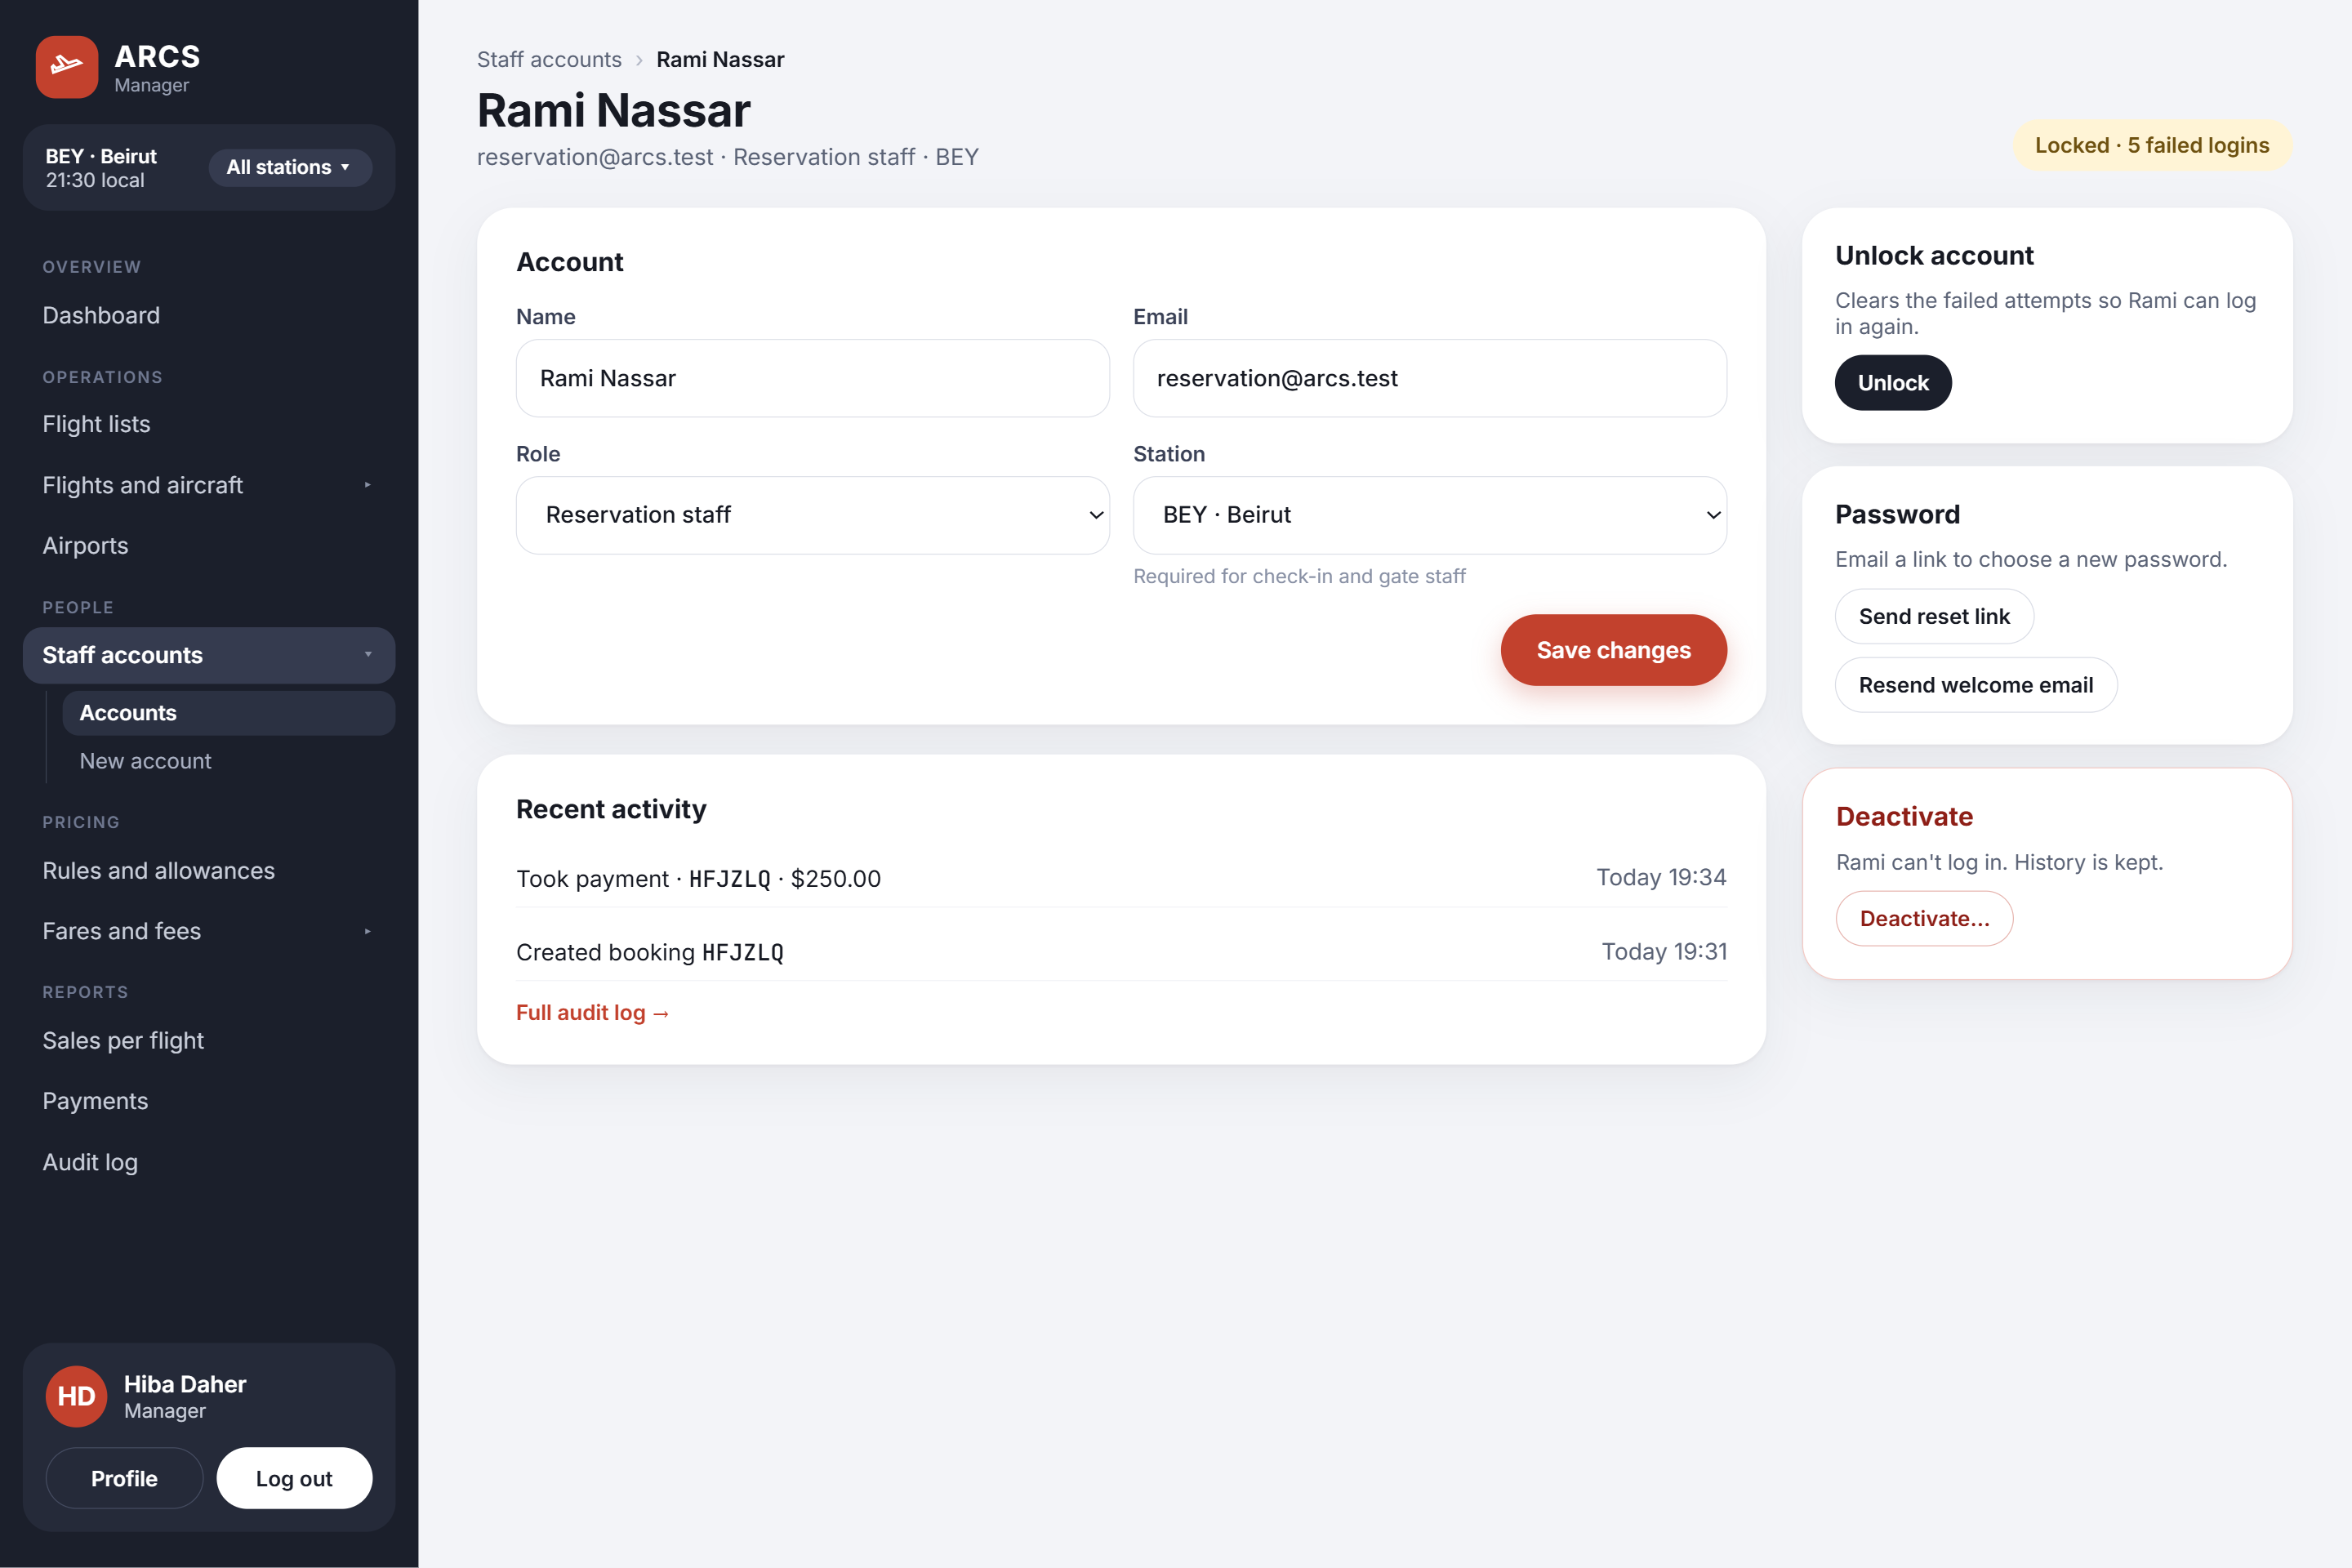 ARCS
Manager
BEY · Beirut
21:30 local
All stations ▾
OVERVIEW
Dashboard
OPERATIONS
Flight lists
Flights and aircraft ▸
Airports
PEOPLE
Staff accounts ▾
Accounts
New account
PRICING
Rules and allowances
Fares and fees ▸
REPORTS
Sales per flight
Payments
Audit log
HD
Hiba Daher
Manager
Profile
Log out
Staff accounts › Rami Nassar
Rami Nassar
reservation@arcs.test · Reservation staff · BEY
Locked · 5 failed logins
Account
Name
Rami Nassar
Email
reservation@arcs.test
Role
Reservation staff
Station
BEY · Beirut
Required for check-in and gate staff
Save changes
Recent activity
Took payment · HFJZLQ · $250.00
Today 19:34
Created booking HFJZLQ
Today 19:31
Full audit log →
Unlock account
Clears the failed attempts so Rami can log
in again.
Unlock
Password
Email a link to choose a new password.
Send reset link
Resend welcome email
Deactivate
Rami can't log in. History is kept.
Deactivate…